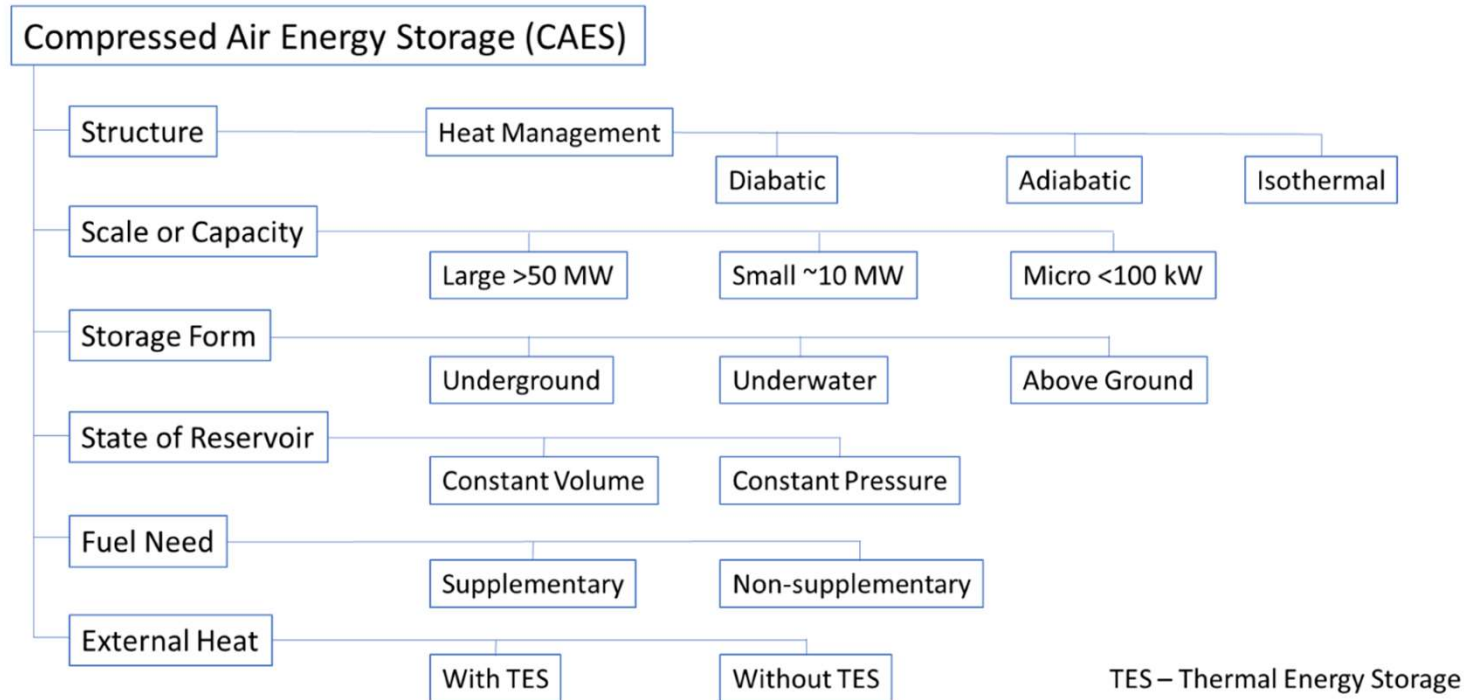 Compressed Air Energy Storage (CAES)
Structure
Heat Management
Diabatic
Adiabatic
Isothermal
Scale or Capacity
Large >50 MW
Small ~10 MW
Micro <100 kW
Storage Form
Underground
Underwater
Above Ground
State of Reservoir
Constant Volume
Constant Pressure
Fuel Need
Supplementary
Non-supplementary
External Heat
With TES
Without TES
TES – Thermal Energy Storage